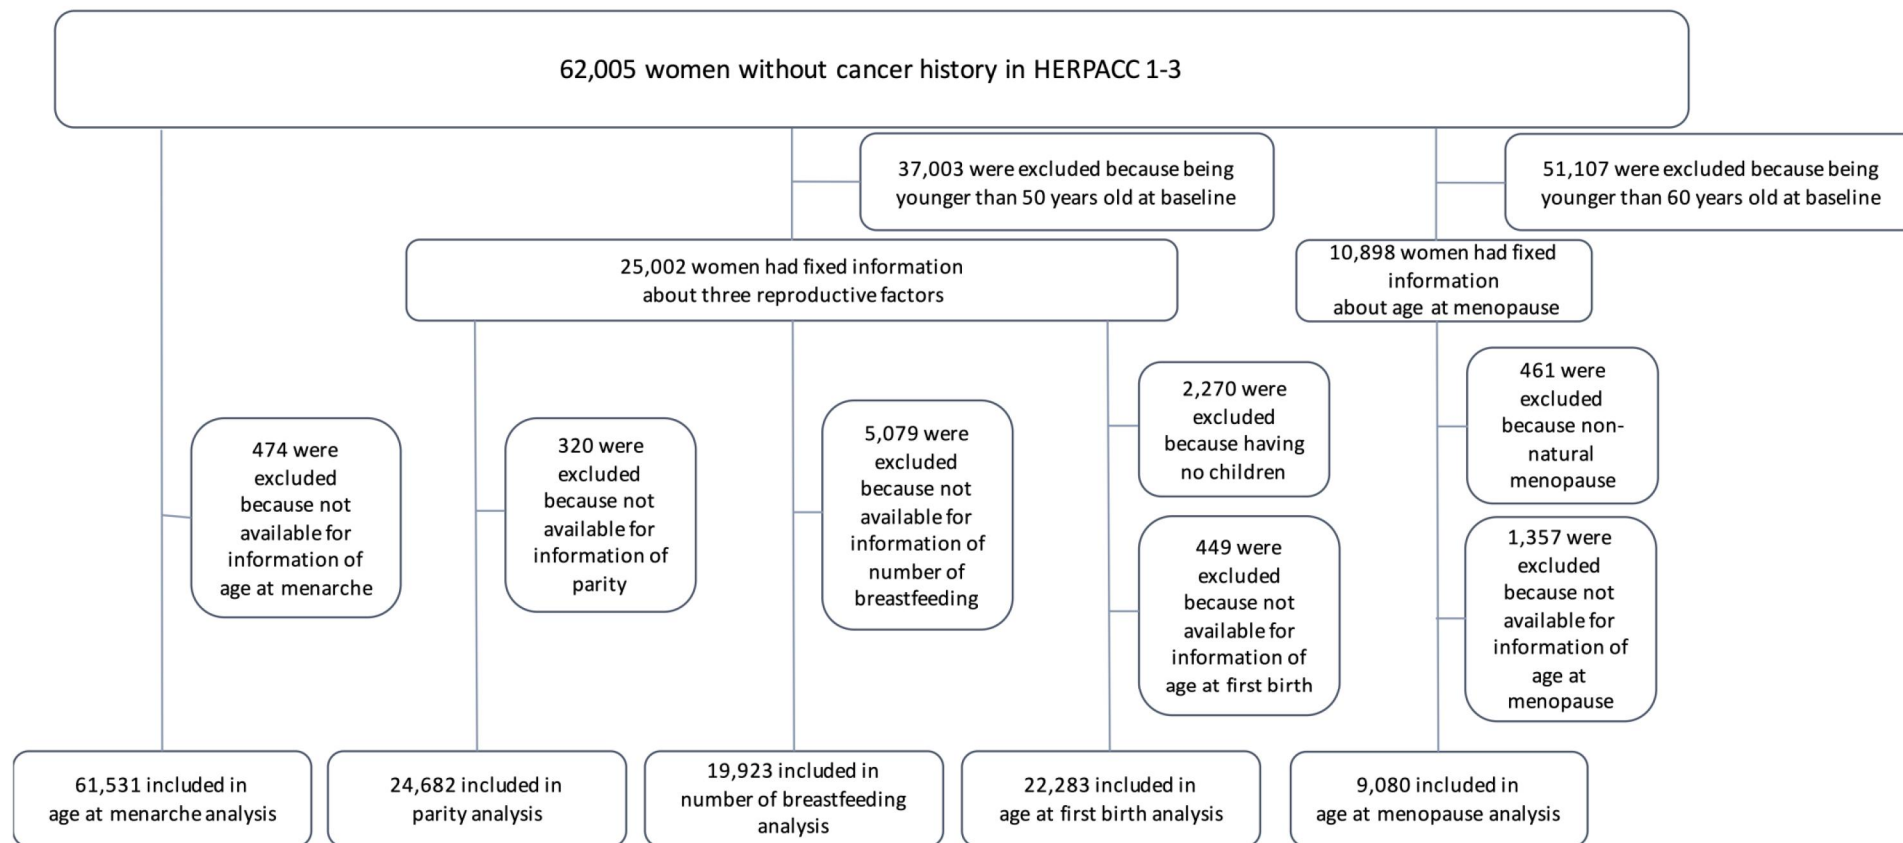 62,005 women without cancer history in HERPACC 1-3
37,003 were excluded because being
younger than 50 years old at baseline
51,107 were excluded because being
younger than 60 years old at baseline
25,002 women had fixed information
about three reproductive factors
10,898 women had fixed
information
about age at menopause
474 were
excluded
because not
available for
information of
age at menarche
320 were
excluded
because not
available for
information of
parity
5,079 were
excluded
because not
available for
information of
number of
breastfeeding
2,270 were
excluded
because having
no children
449 were
excluded
because not
available for
information of
age at first birth
461 were
excluded
because non-
natural
menopause
1,357 were
excluded
because not
available for
information of
age at
menopause
61,531 included in
age at menarche analysis
24,682 included in
parity analysis
19,923 included in
number of breastfeeding
analysis
22,283 included in
age at first birth analysis
9,080 included in
age at menopause analysis